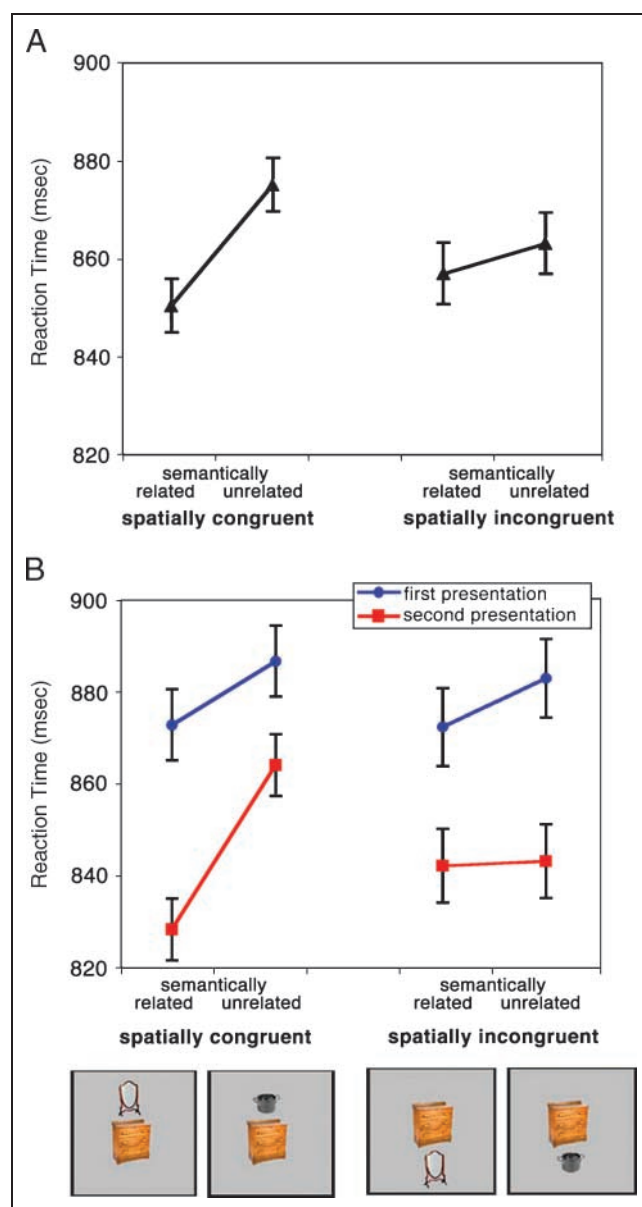 A
900
880
860
840
820
Reaction Time (msec)
semantically semantically
related unrelated related unrelated
spatially congruent spatially incongruent
B
first presentation
second presentation
900
880
860
840
820
Reaction Time (msec)
semantically semantically
related unrelated related unrelated
spatially congruent spatially incongruent